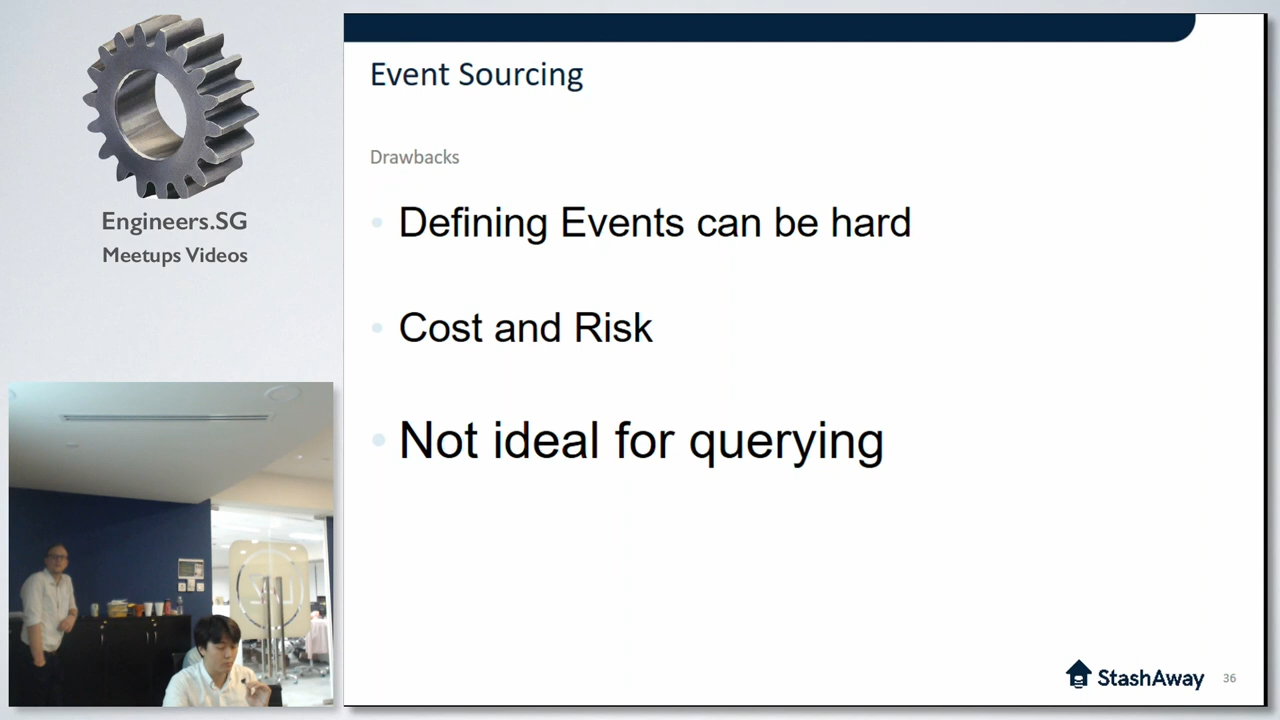 Engineers.SG
Meetups Videos
Event Sourcing
Drawbacks
Defining Events can be hard
Cost and Risk
Not ideal for querying
StashAway
36